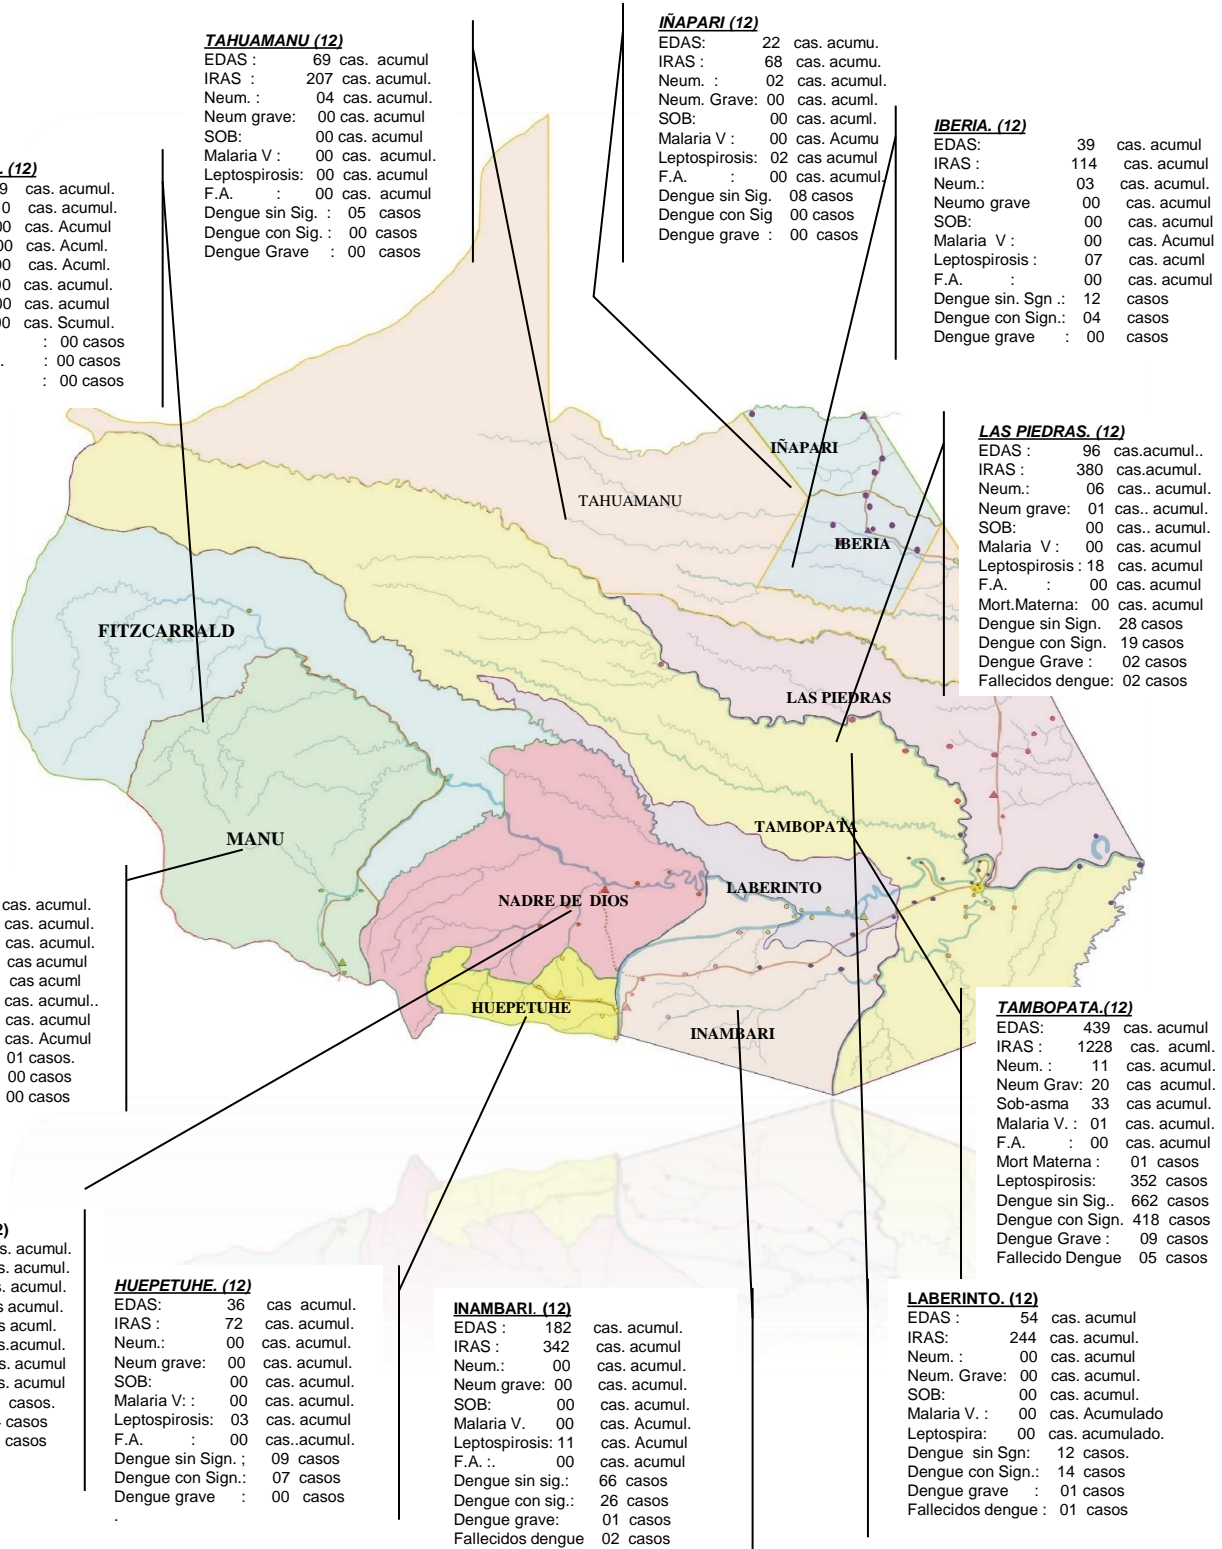 TAHUAMANU (12)
EDAS : 69 cas. acumul
IRAS : 207 cas. acumul.
Neum. : 04 cas. acumul.
Neum grave: 00 cas. acumul
SOB: 00 cas. acumul
Malaria V : 00 cas. acumul.
Leptospirosis: 00 cas. acumul
F.A. : 00 cas. acumul
Dengue sin Sig. : 05 casos
Dengue con Sig. : 00 casos
Dengue Grave : 00 casos
IÑAPARI (12)
EDAS: 22 cas. acumu.
IRAS : 68 cas. acumu.
Neum. : 02 cas. acumul.
Neum. Grave: 00 cas. acuml.
SOB: 00 cas. acuml.
Malaria V : 00 cas. Acumu
Leptospirosis: 02 cas acumul
F.A. : 00 cas. acumul.
Dengue sin Sig. 08 casos
Dengue con Sig 00 casos
Dengue grave : 00 casos
IBERIA. (12)
EDAS: 39 cas. acumul
IRAS : 114 cas. acumul
Neum.: 03 cas. acumul.
Neumo grave 00 cas. acumul
SOB: 00 cas. acumul
Malaria V : 00 cas. Acumul
Leptospirosis : 07 cas. acuml
F.A. : 00 cas. acumul
Dengue sin. Sgn .: 12 casos
Dengue con Sign.: 04 casos
Dengue grave : 00 casos
. (12)
9 cas. acumul.
0 cas. acumul.
00 cas. Acumul
00 cas. Acuml.
00 cas. Acuml.
00 cas. acumul.
00 cas. acumul
00 cas. Scumul.
: 00 casos
. : 00 casos
: 00 casos
LAS PIEDRAS. (12)
EDAS : 96 cas.acumul..
IRAS : 380 cas.acumul.
Neum.: 06 cas.. acumul.
Neum grave: 01 cas.. acumul.
SOB: 00 cas.. acumul.
Malaria V : 00 cas. acumul
Leptospirosis : 18 cas. acumul
F.A. : 00 cas. acumul
Mort.Materna: 00 cas. acumul
Dengue sin Sign. 28 casos
Dengue con Sign. 19 casos
Dengue Grave : 02 casos
Fallecidos dengue: 02 casos
IÑAPARI
TAHUAMANU
IBERIA
FITZCARRALD
LAS PIEDRAS
MANU
TAMBOPATA
LABERINTO
NADRE DE DIOS
HUEPETUHE
INAMBARI
cas. acumul.
cas. acumul.
cas. acumul.
cas acumul
cas acuml
cas. acumul..
cas. acumul
cas. Acumul
01 casos.
00 casos
00 casos
TAMBOPATA.(12)
EDAS: 439 cas. acumul
IRAS : 1228 cas. acuml.
Neum. : 11 cas. acumul.
Neum Grav: 20 cas acumul.
Sob-asma 33 cas acumul.
Malaria V. : 01 cas. acumul.
F.A. : 00 cas. acumul
Mort Materna : 01 casos
Leptospirosis: 352 casos
Dengue sin Sig.. 662 casos
Dengue con Sign. 418 casos
Dengue Grave : 09 casos
Fallecido Dengue 05 casos
2)
s. acumul.
s. acumul.
s. acumul.
s acumul.
s acuml.
s.acumul.
s. acumul
s. acumul
casos.
casos
casos
HUEPETUHE. (12)
EDAS: 36 cas acumul.
IRAS : 72 cas. acumul.
Neum.: 00 cas. acumul.
Neum grave: 00 cas. acumul.
SOB: 00 cas. acumul.
Malaria V: : 00 cas. acumul.
Leptospirosis: 03 cas. acumul
F.A. : 00 cas..acumul.
Dengue sin Sign. ; 09 casos
Dengue con Sign.: 07 casos
Dengue grave : 00 casos
.
INAMBARI. (12)
EDAS : 182 cas. acumul.
IRAS : 342 cas. acumul
Neum.: 00 cas. acumul.
Neum grave: 00 cas. acumul.
SOB: 00 cas. acumul.
Malaria V. 00 cas. Acumul.
Leptospirosis: 11 cas. Acumul
F.A. :. 00 cas. acumul
Dengue sin sig.: 66 casos
Dengue con sig.: 26 casos
Dengue grave: 01 casos
Fallecidos dengue 02 casos
LABERINTO. (12)
EDAS : 54 cas. acumul
IRAS: 244 cas. acumul.
Neum. : 00 cas. acumul
Neum. Grave: 00 cas. acumul.
SOB: 00 cas. acumul.
Malaria V. : 00 cas. Acumulado
Leptospira: 00 cas. acumulado.
Dengue sin Sgn: 12 casos.
Dengue con Sign.: 14 casos
Dengue grave : 01 casos
Fallecidos dengue : 01 casos